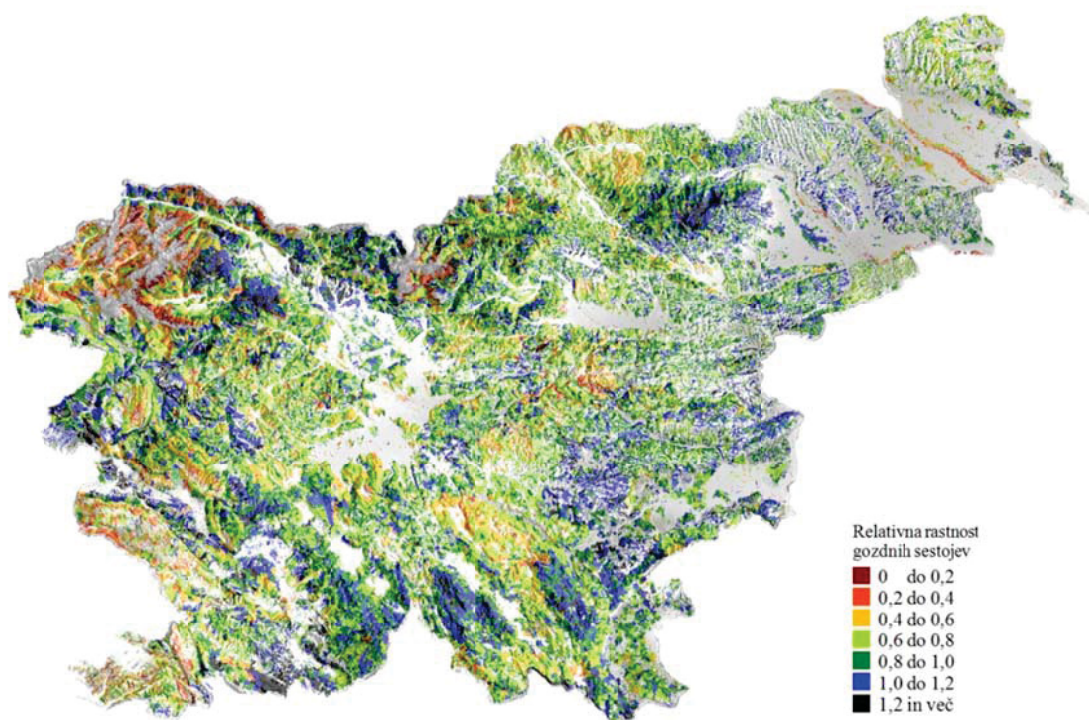 Relativna rastnost
gozdnih sestojev
0 do 0,2
0,2 do 0,4
0,4 do 0,6
0,6 do 0,8
0,8 do 1,0
1,0 do 1,2
1,2 in več